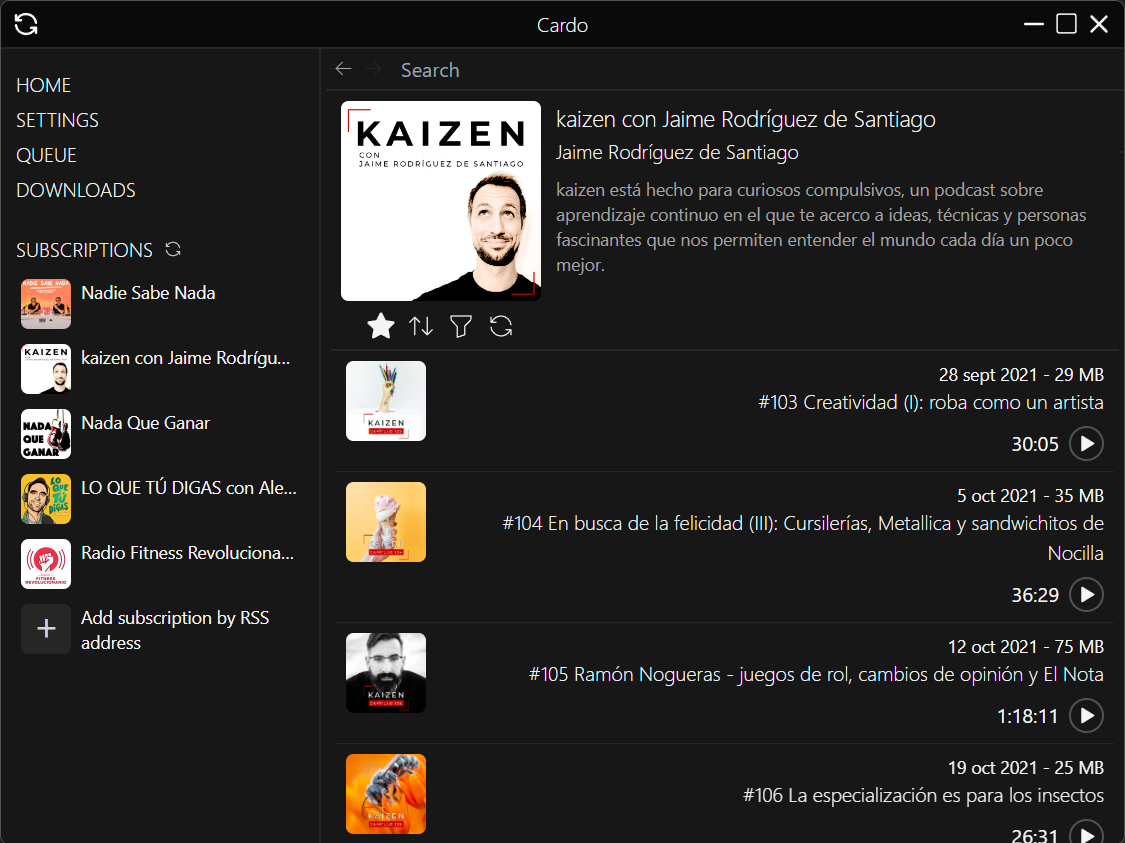 Cardo
HOME
SETTINGS
QUEUE
DOWNLOADS
SUBSCRIPTIONS
NADIE SABE NADA
Nadie Sabe Nada
KAIZEN
kaizen con Jaime Rodrígu...
NADA
QUE
GANAR
Nada Que Ganar
LO
QUE
TÚ
DIGAS
LO QUE TÚ DIGAS con Ale...
FITNESS
REVOLUCIONARIO
Radio Fitness Revoluciona...
Add subscription by RSS
address
Search
KAIZEN
CON
JAIME RODRÍGUEZ DE SANTIAGO
kaizen con Jaime Rodríguez de Santiago
Jaime Rodríguez de Santiago
kaizen está hecho para curiosos compulsivos, un podcast sobre
aprendizaje continuo en el que te acerco a ideas, técnicas y personas
fascinantes que nos permiten entender el mundo cada día un poco
mejor.
KAIZEN
28 sept 2021 - 29 MB
#103 Creatividad (I): roba como un artista
30:05
5 oct 2021 - 35 MB
#104 En busca de la felicidad (III): Cursilerías, Metallica y sandwichitos de
Nocilla
36:29
KAIZEN
12 oct 2021 - 75 MB
#105 Ramón Nogueras - juegos de rol, cambios de opinión y El Nota
1:18:11
KAIZEN
19 oct 2021 - 25 MB
#106 La especialización es para los insectos
26:31